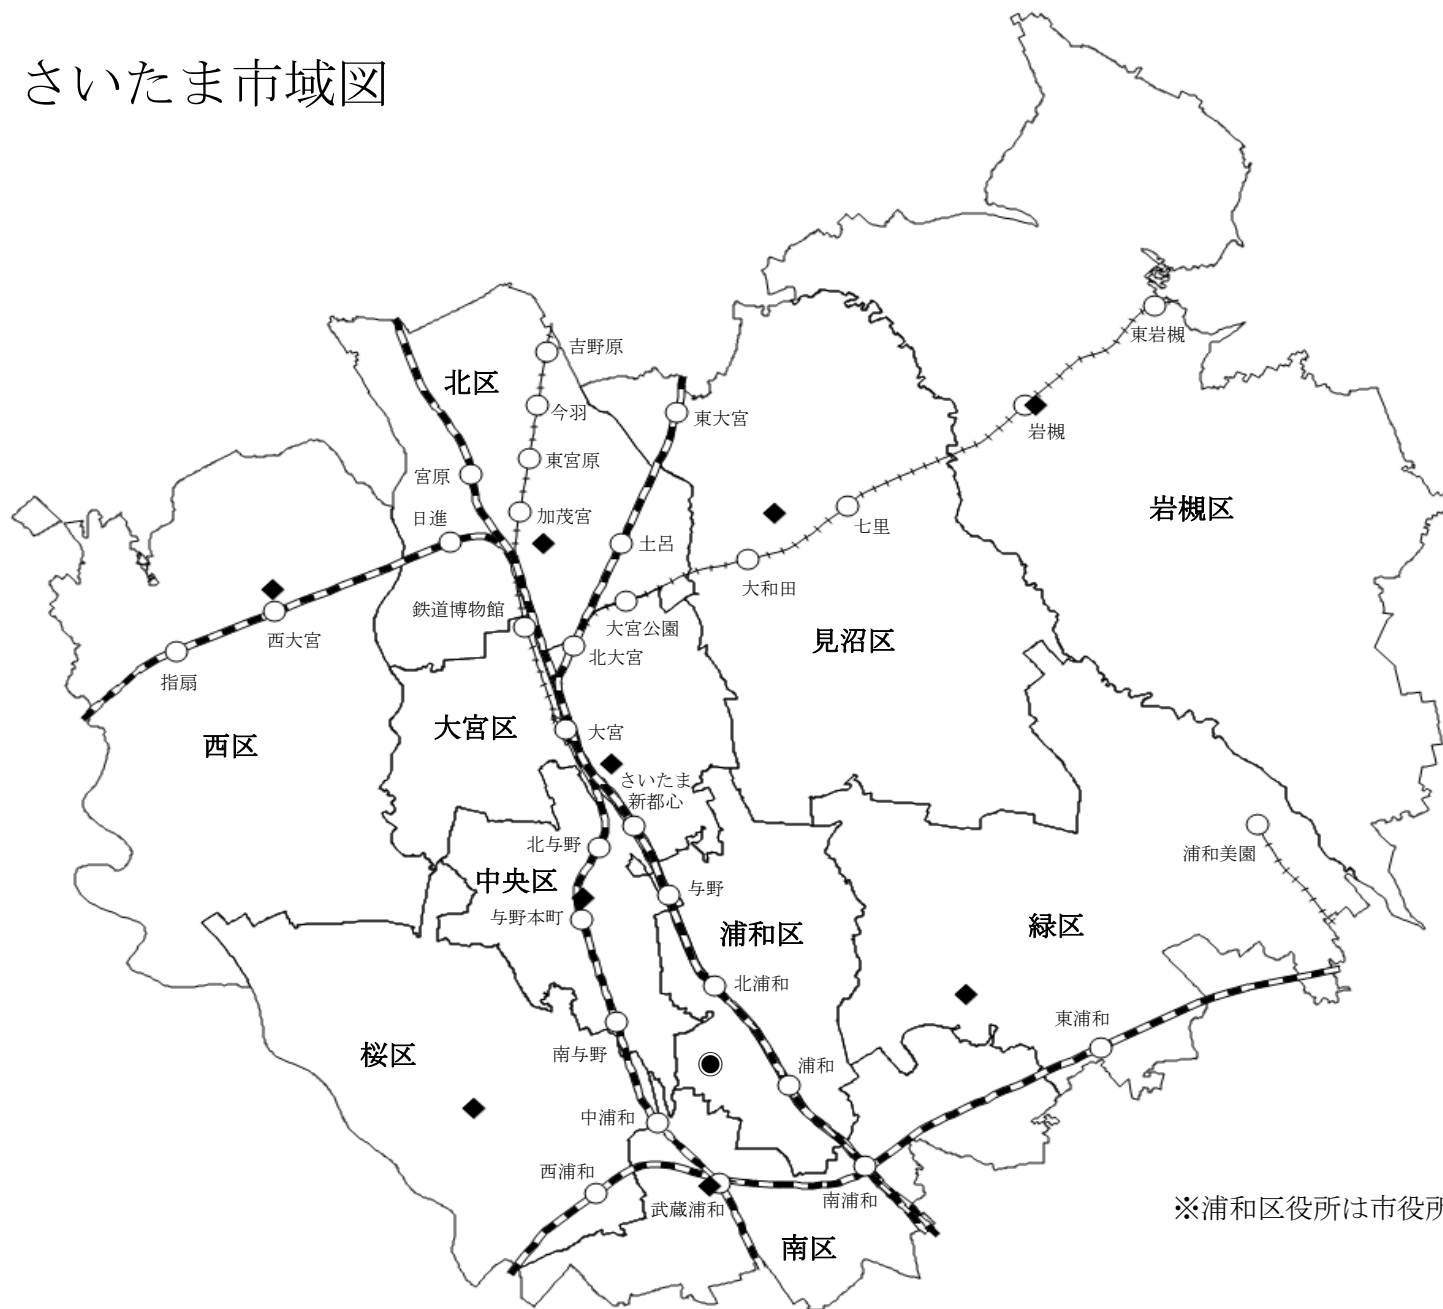 さいたま市域図
吉野原
東岩槻
北区
今羽
東大宮
岩槻
東宮原
宮原
岩槻区
日進
加茂宮
七里
土呂
大和田
鉄道博物館
大宮公園
西大宮
見沼区
北大宮
指扇
大宮区
大宮
西区
さいたま
新都心
北与野
浦和美園
中央区
与野
与野本町
浦和区
緑区
北浦和
東浦和
南与野
桜区
浦和
中浦和
西浦和
武蔵浦和
南浦和
※浦和区役所は市役所
南区